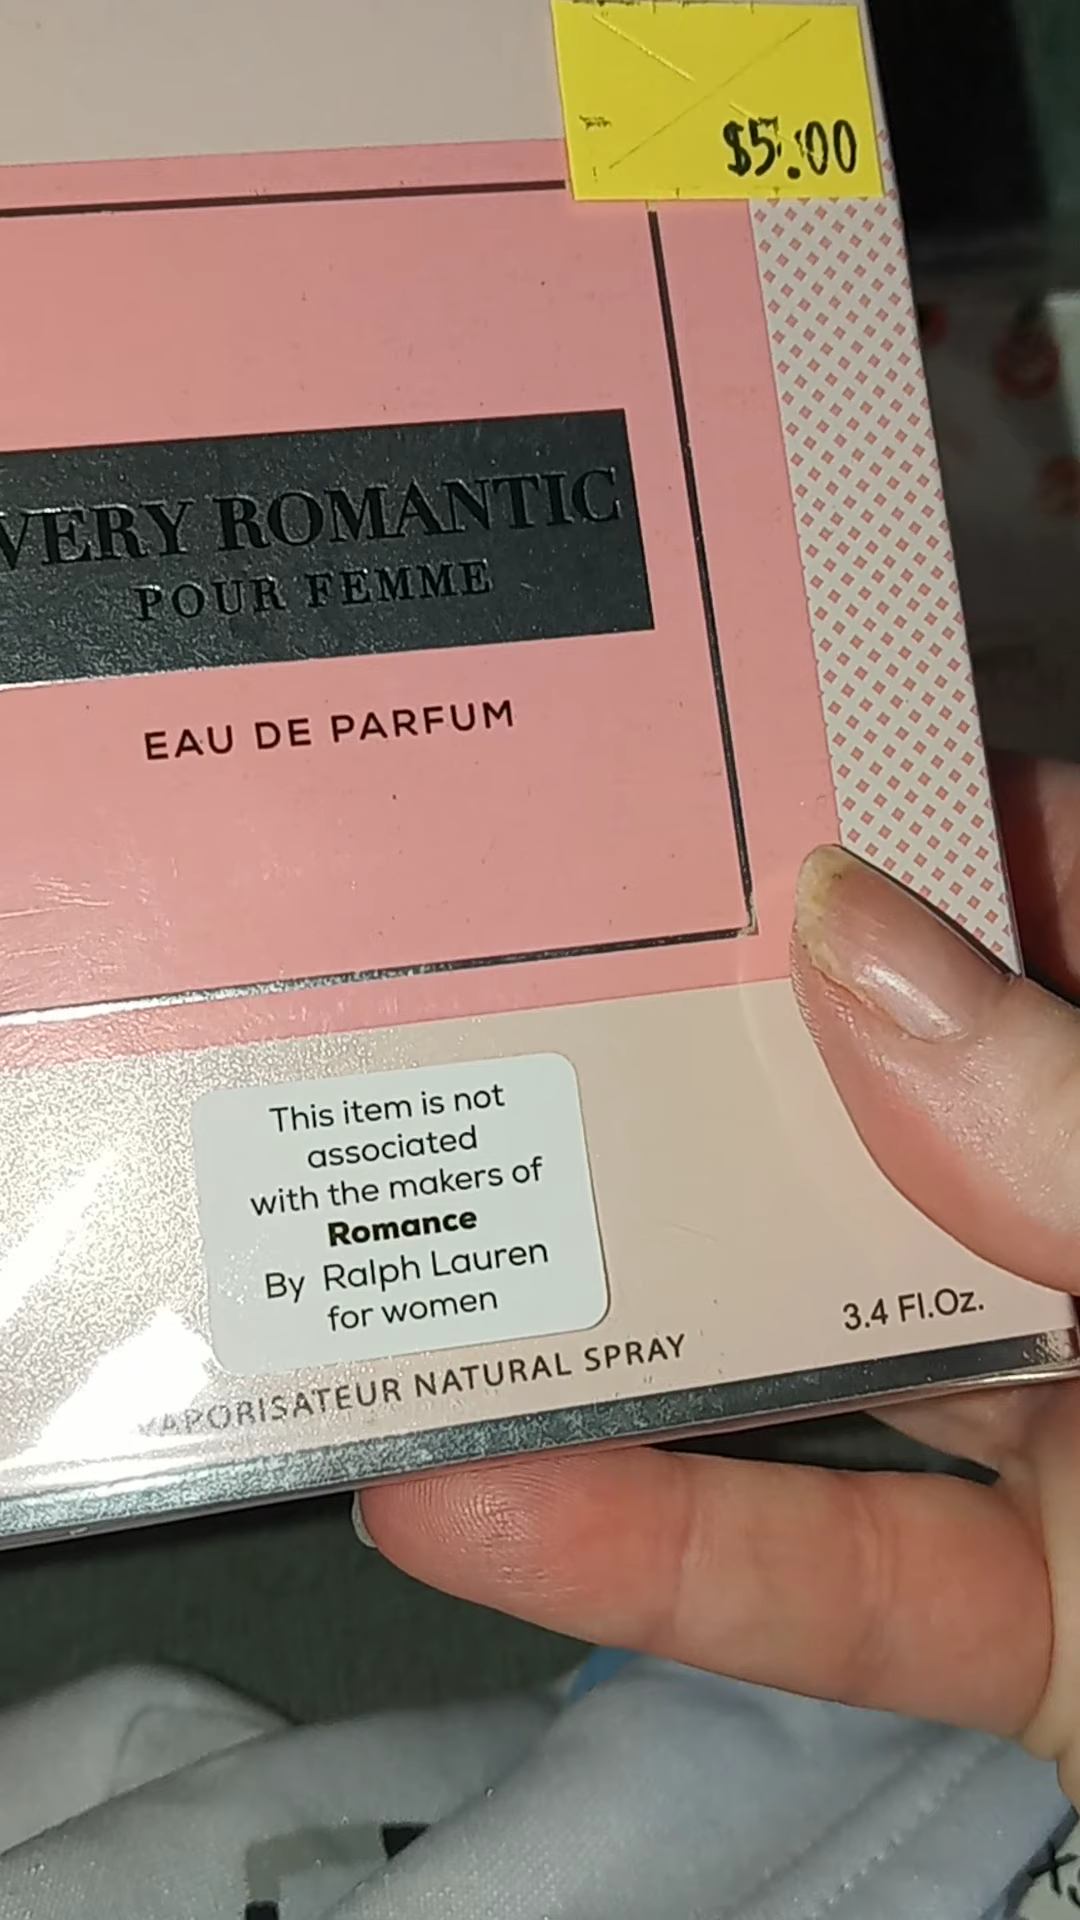 $5.00
VERY ROMANTIC
POUR FEMME
EAU DE PARFUM
This item is not
associated
with the makers of
Romance
By Ralph Lauren
for women
3.4 Fl.Oz.
VAPORISATEUR NATURAL SPRAY